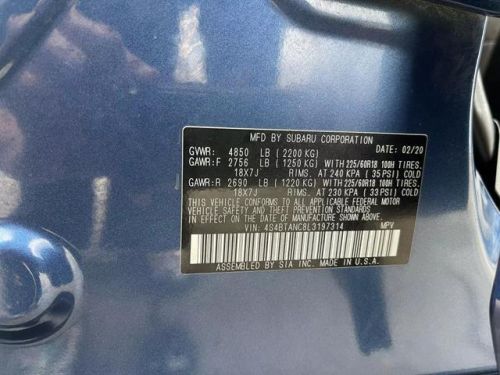 MFD BY SUBARU CORPORATION
GVWR: 4850 LB (2200 KG) DATE: 02/20
GAWR:F 2756 LB (1250 KG) WITH 225/60R18 100H TIRES,
18X7J RIMS, AT 240 KPA (35 PSI) COLD
GAWR:R 2690 LB (1220 KG) WITH 225/60R18 100H TIRES,
18X7J RIMS, AT 230 KPA (33 PSI) COLD
THIS VEHICLE CONFORMS TO ALL APPLICABLE FEDERAL MOTOR
VEHICLE SAFETY STANDARDS IN EFFECT ON THE DATE OF MANUFACTURE SHOWN ABOVE.
VIN: 4S4BTANC8L3197314 MPV
ASSEMBLED BY SIA INC. MADE IN U.S.A.